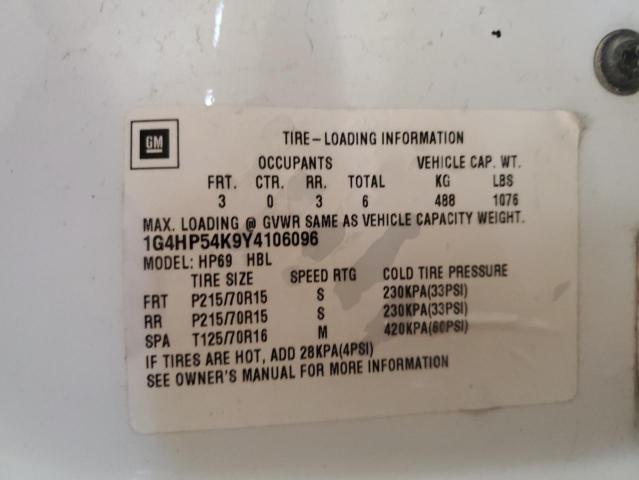 GM
TIRE-LOADING INFORMATION
OCCUPANTS VEHICLE CAP. WT.
FRT. CTR. RR. TOTAL KG LBS
3 0 3 6 488 1076
MAX. LOADING @ GVWR SAME AS VEHICLE CAPACITY WEIGHT.
1G4HP54K9Y4106096
MODEL: HP69 HBL
TIRE SIZE SPEED RTG COLD TIRE PRESSURE
FRT P215/70R15 S 230KPA(33PSI)
RR P215/70R15 S 230KPA(33PSI)
SPA T125/70R16 M 420KPA(60PSI)
IF TIRES ARE HOT, ADD 28KPA(4PSI)
SEE OWNER'S MANUAL FOR MORE INFORMATION